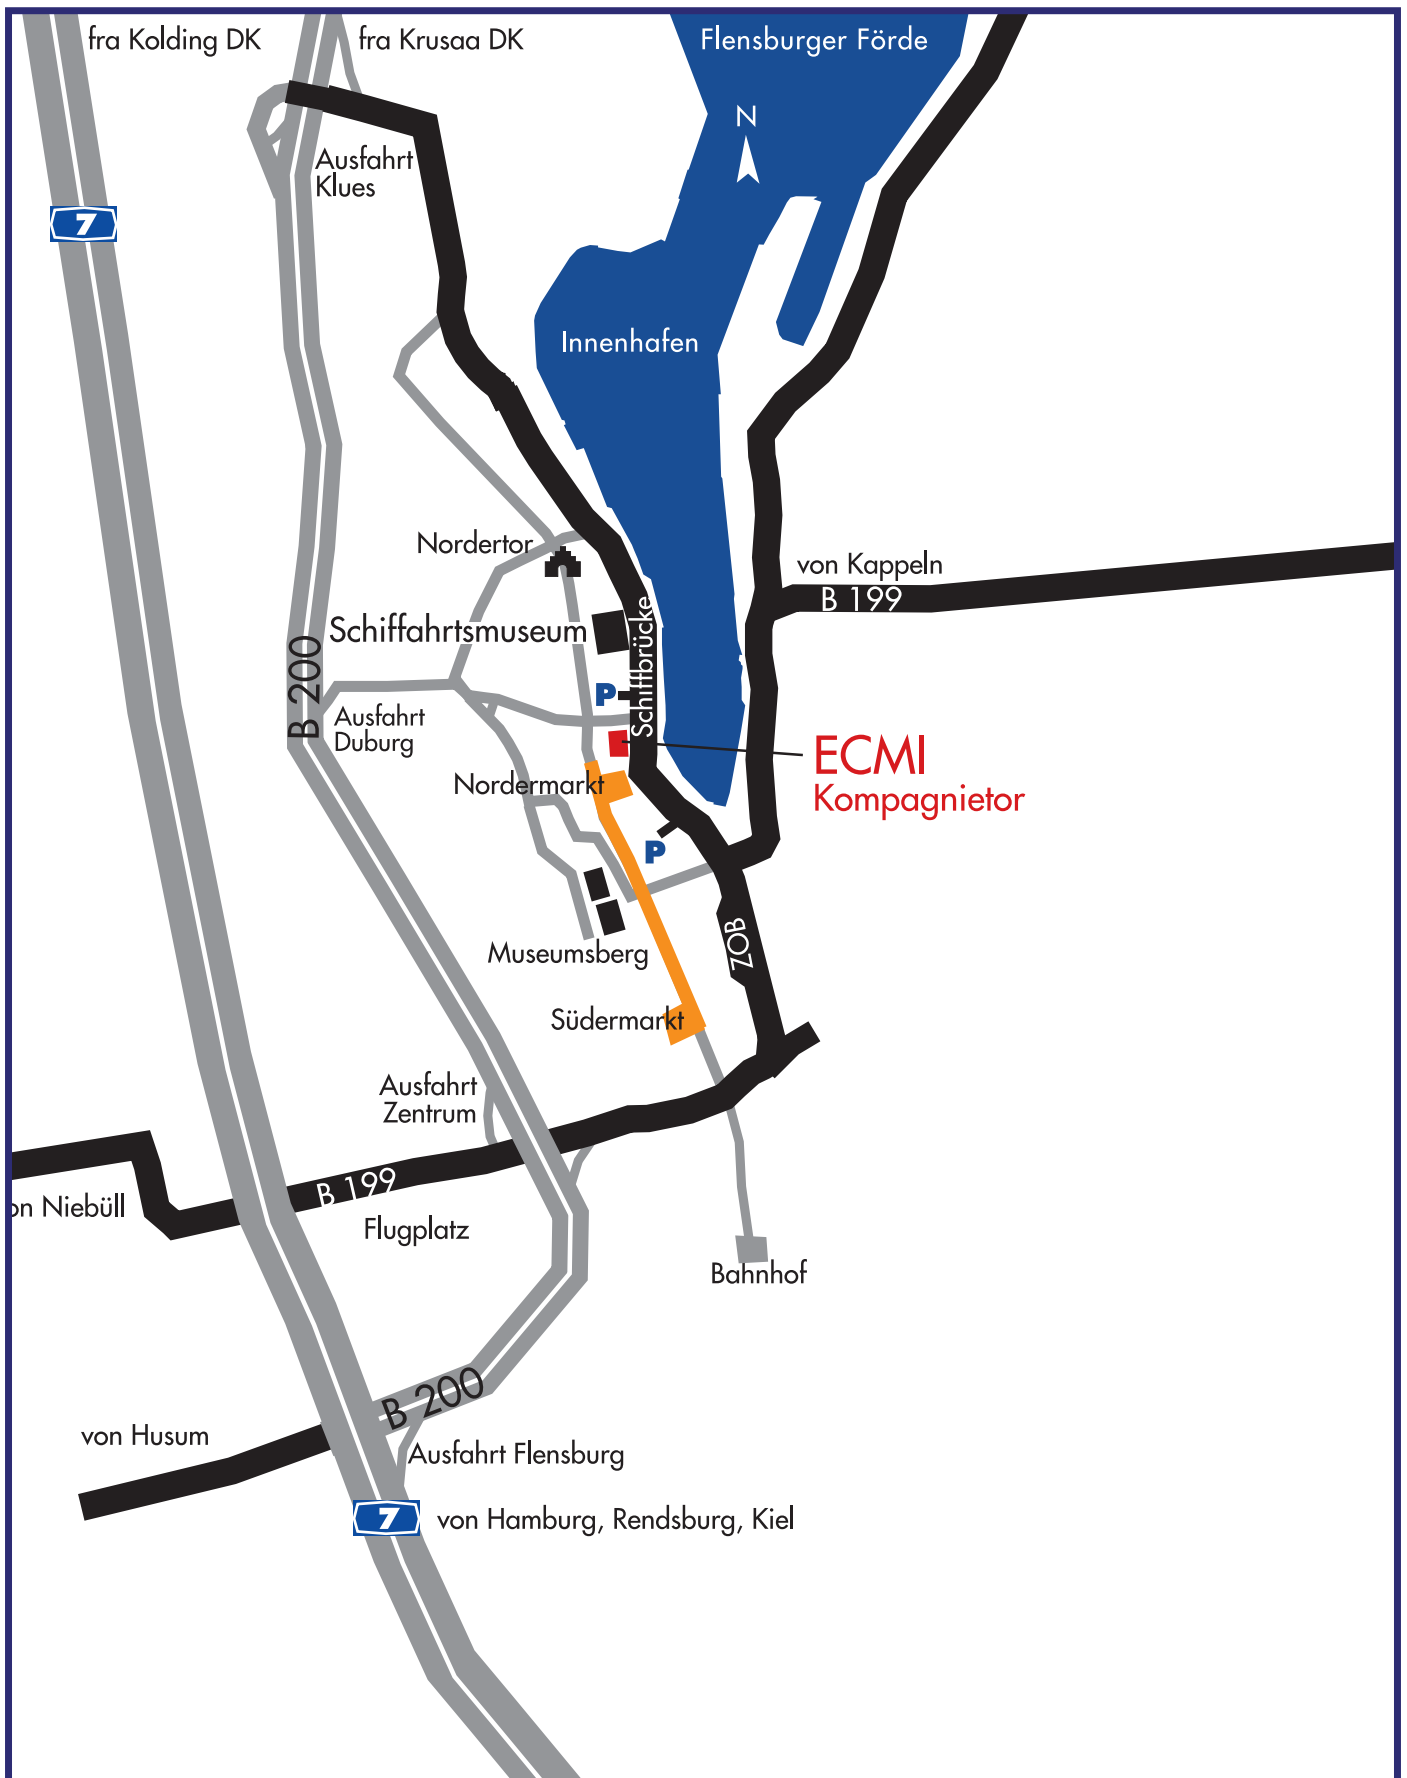 fra Kolding DK
fra Krusaa DK
Flensburger Förde
N
Ausfahrt
Klues
7
Innenhafen
Nordertor
von Kappeln
B 199
Schiffahrtsmuseum
Schiffbrücke
B 200
P
Ausfahrt
Duburg
ECMI
Kompagnietor
Nordermarkt
P
ZOB
Museumsberg
Südermarkt
Ausfahrt
Zentrum
B 199
on Niebüll
Flugplatz
Bahnhof
B 200
von Husum
Ausfahrt Flensburg
7
von Hamburg, Rendsburg, Kiel